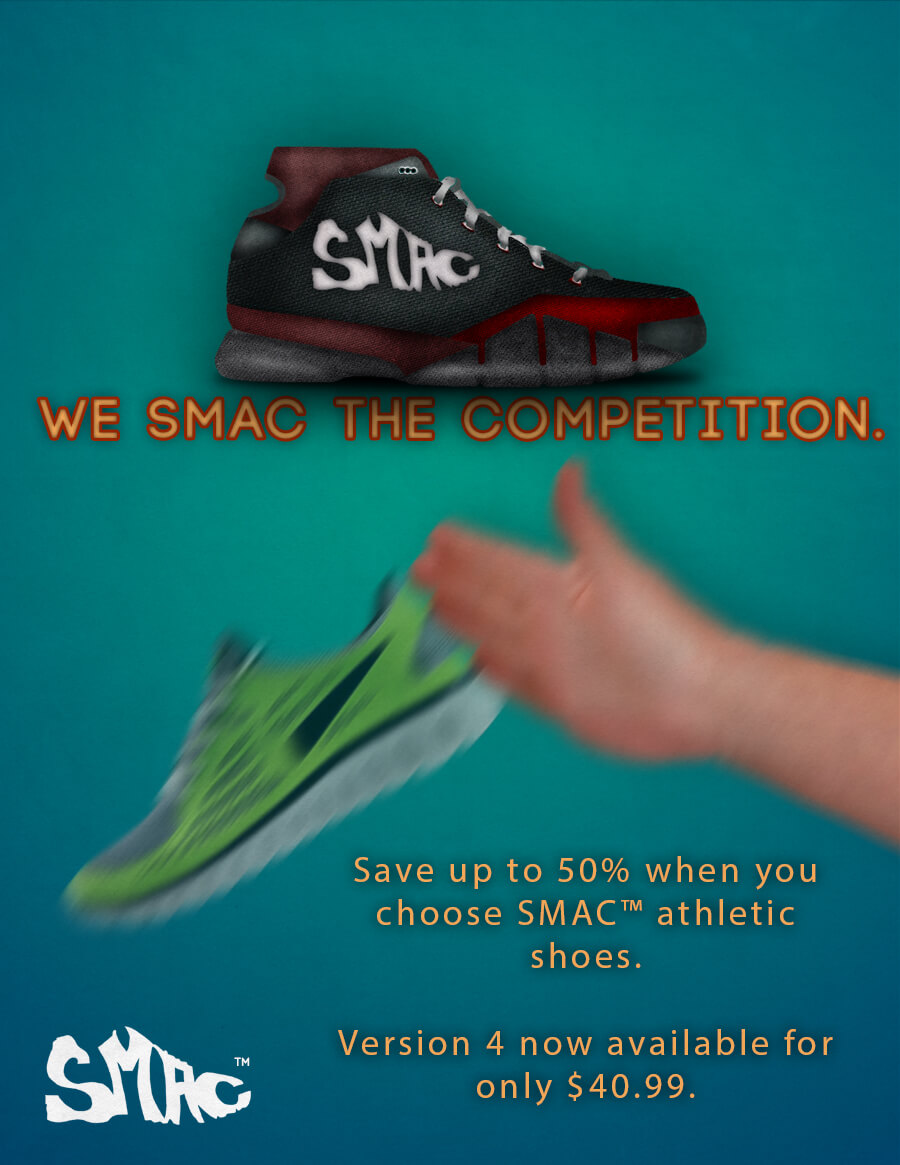 SMAC
WE SMAC THE COMPETITION.
Save up to 50% when you
choose SMAC™ athletic
shoes.
Version 4 now available for
only $40.99.
SMAC™